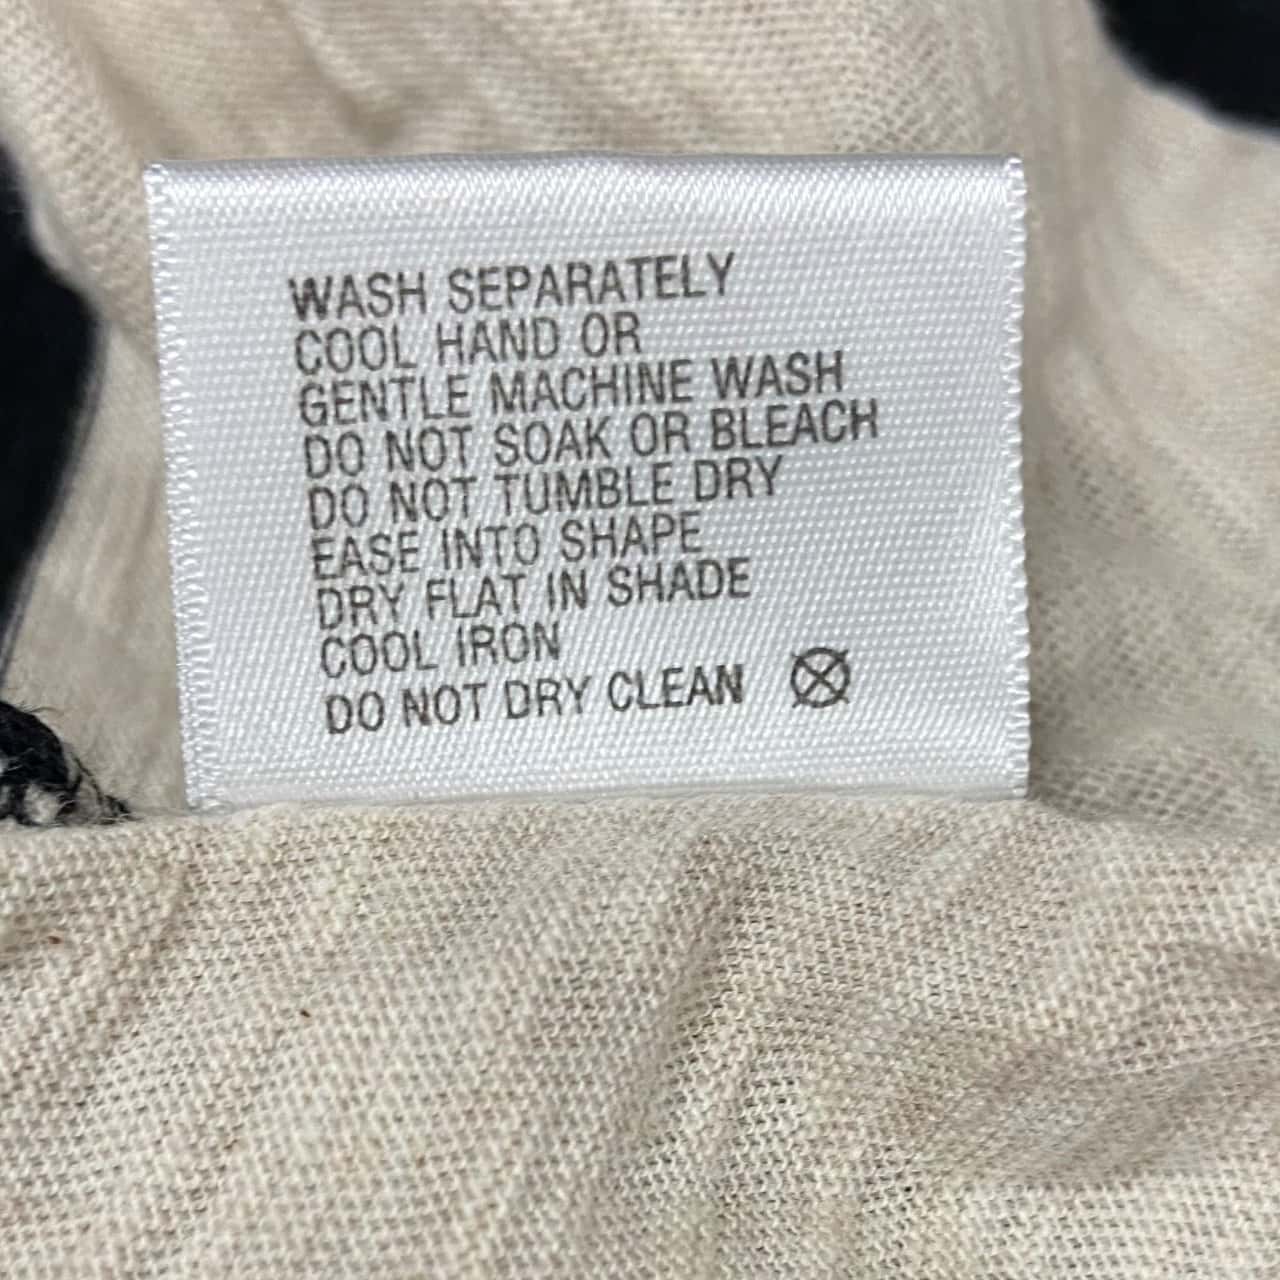 WASH SEPARATELY
COOL HAND OR
GENTLE MACHINE WASH
DO NOT SOAK OR BLEACH
DO NOT TUMBLE DRY
EASE INTO SHAPE
DRY FLAT IN SHADE
COOL IRON
DO NOT DRY CLEAN